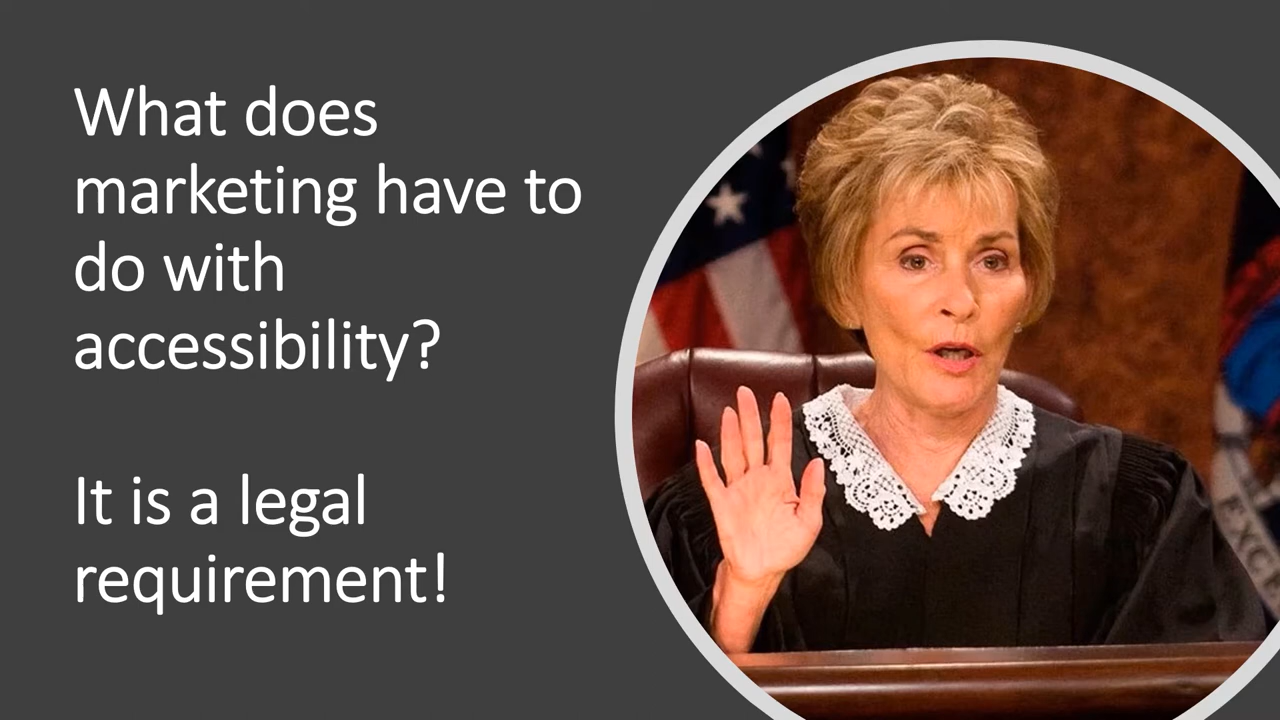 What does
marketing have to
do with
accessibility?
It is a legal
requirement!